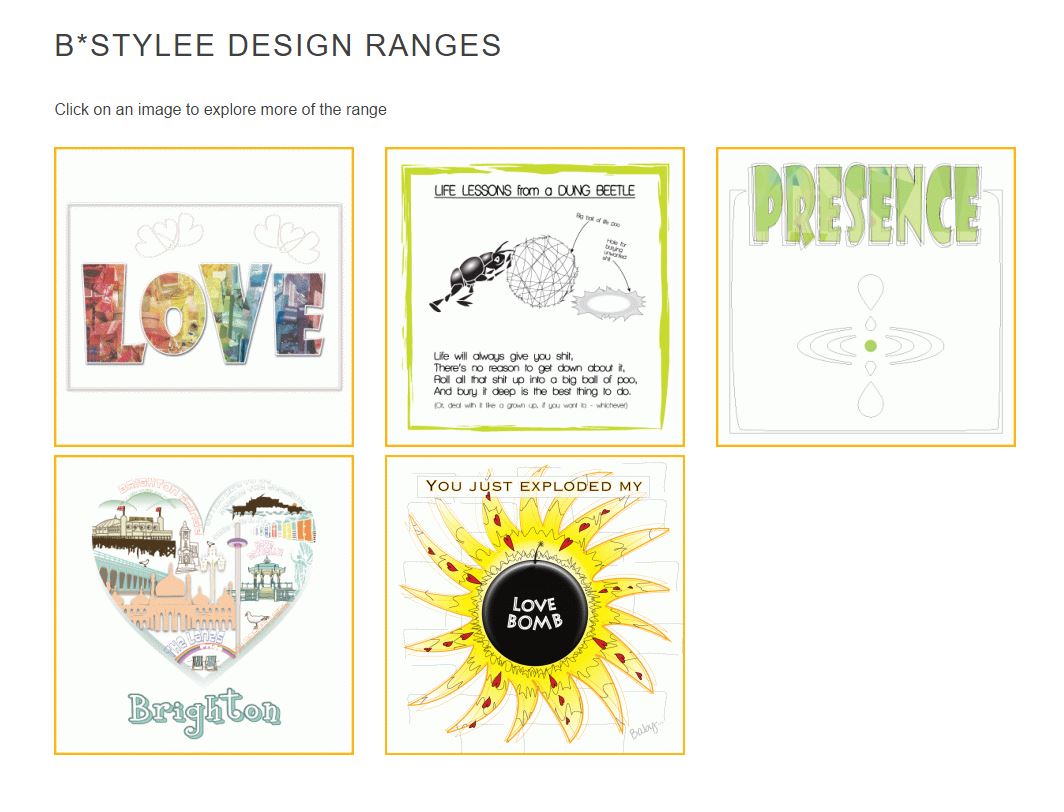 B*STYLEE DESIGN RANGES
Click on an image to explore more of the range
LOVE
LIFE LESSONS from a DUNG BEETLE
Big ball of life poo
Hole for
burying
unwanted
shit
Life will always give you shit,
There's no reason to get down about it,
Roll all that shit up into a big ball of poo,
And bury it deep is the best thing to do.
(Or, deal with it like a grown up, if you want to - whichever)
PRESENCE
The Lanes
Brighton
YOU JUST EXPLODED MY
LOVE
BOMB
Babys...